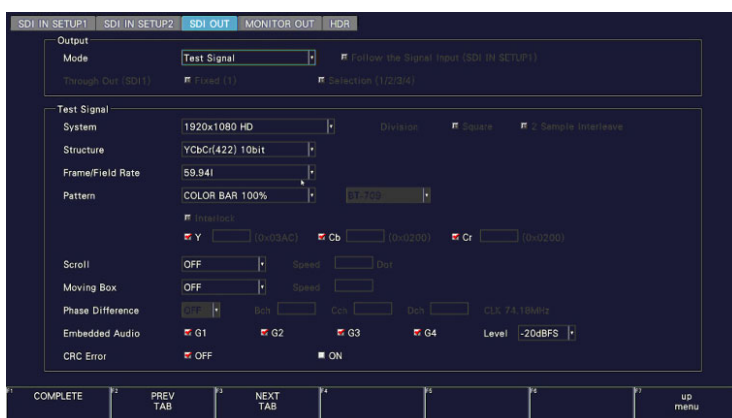 SDI IN SETUP1 SDI IN SETUP2 SDI OUT MONITOR OUT HDR
Output
Mode Test Signal Follow the Signal Input (SDI IN SETUP1)
Through Out (SDI1) Fixed (1) Selection (1/2/3/4)
Test Signal
System 1920x1080 HD Division Square 2 Sample Interleave
Structure YCbCr(422) 10bit
Frame/Field Rate 59.94I
Pattern COLOR BAR 100% BT-709
Interlock
Y (0x03AC) Cb (0x0200) Cr (0x0200)
Scroll OFF Speed Dot
Moving Box OFF Speed
Phase Difference OFF Bch Cch Dch CLK 74.18MHz
Embedded Audio G1 G2 G3 G4 Level -20dBFS
CRC Error OFF ON
F1 COMPLETE F2 PREV TAB F3 NEXT TAB F4 F5 F6 F7 up menu